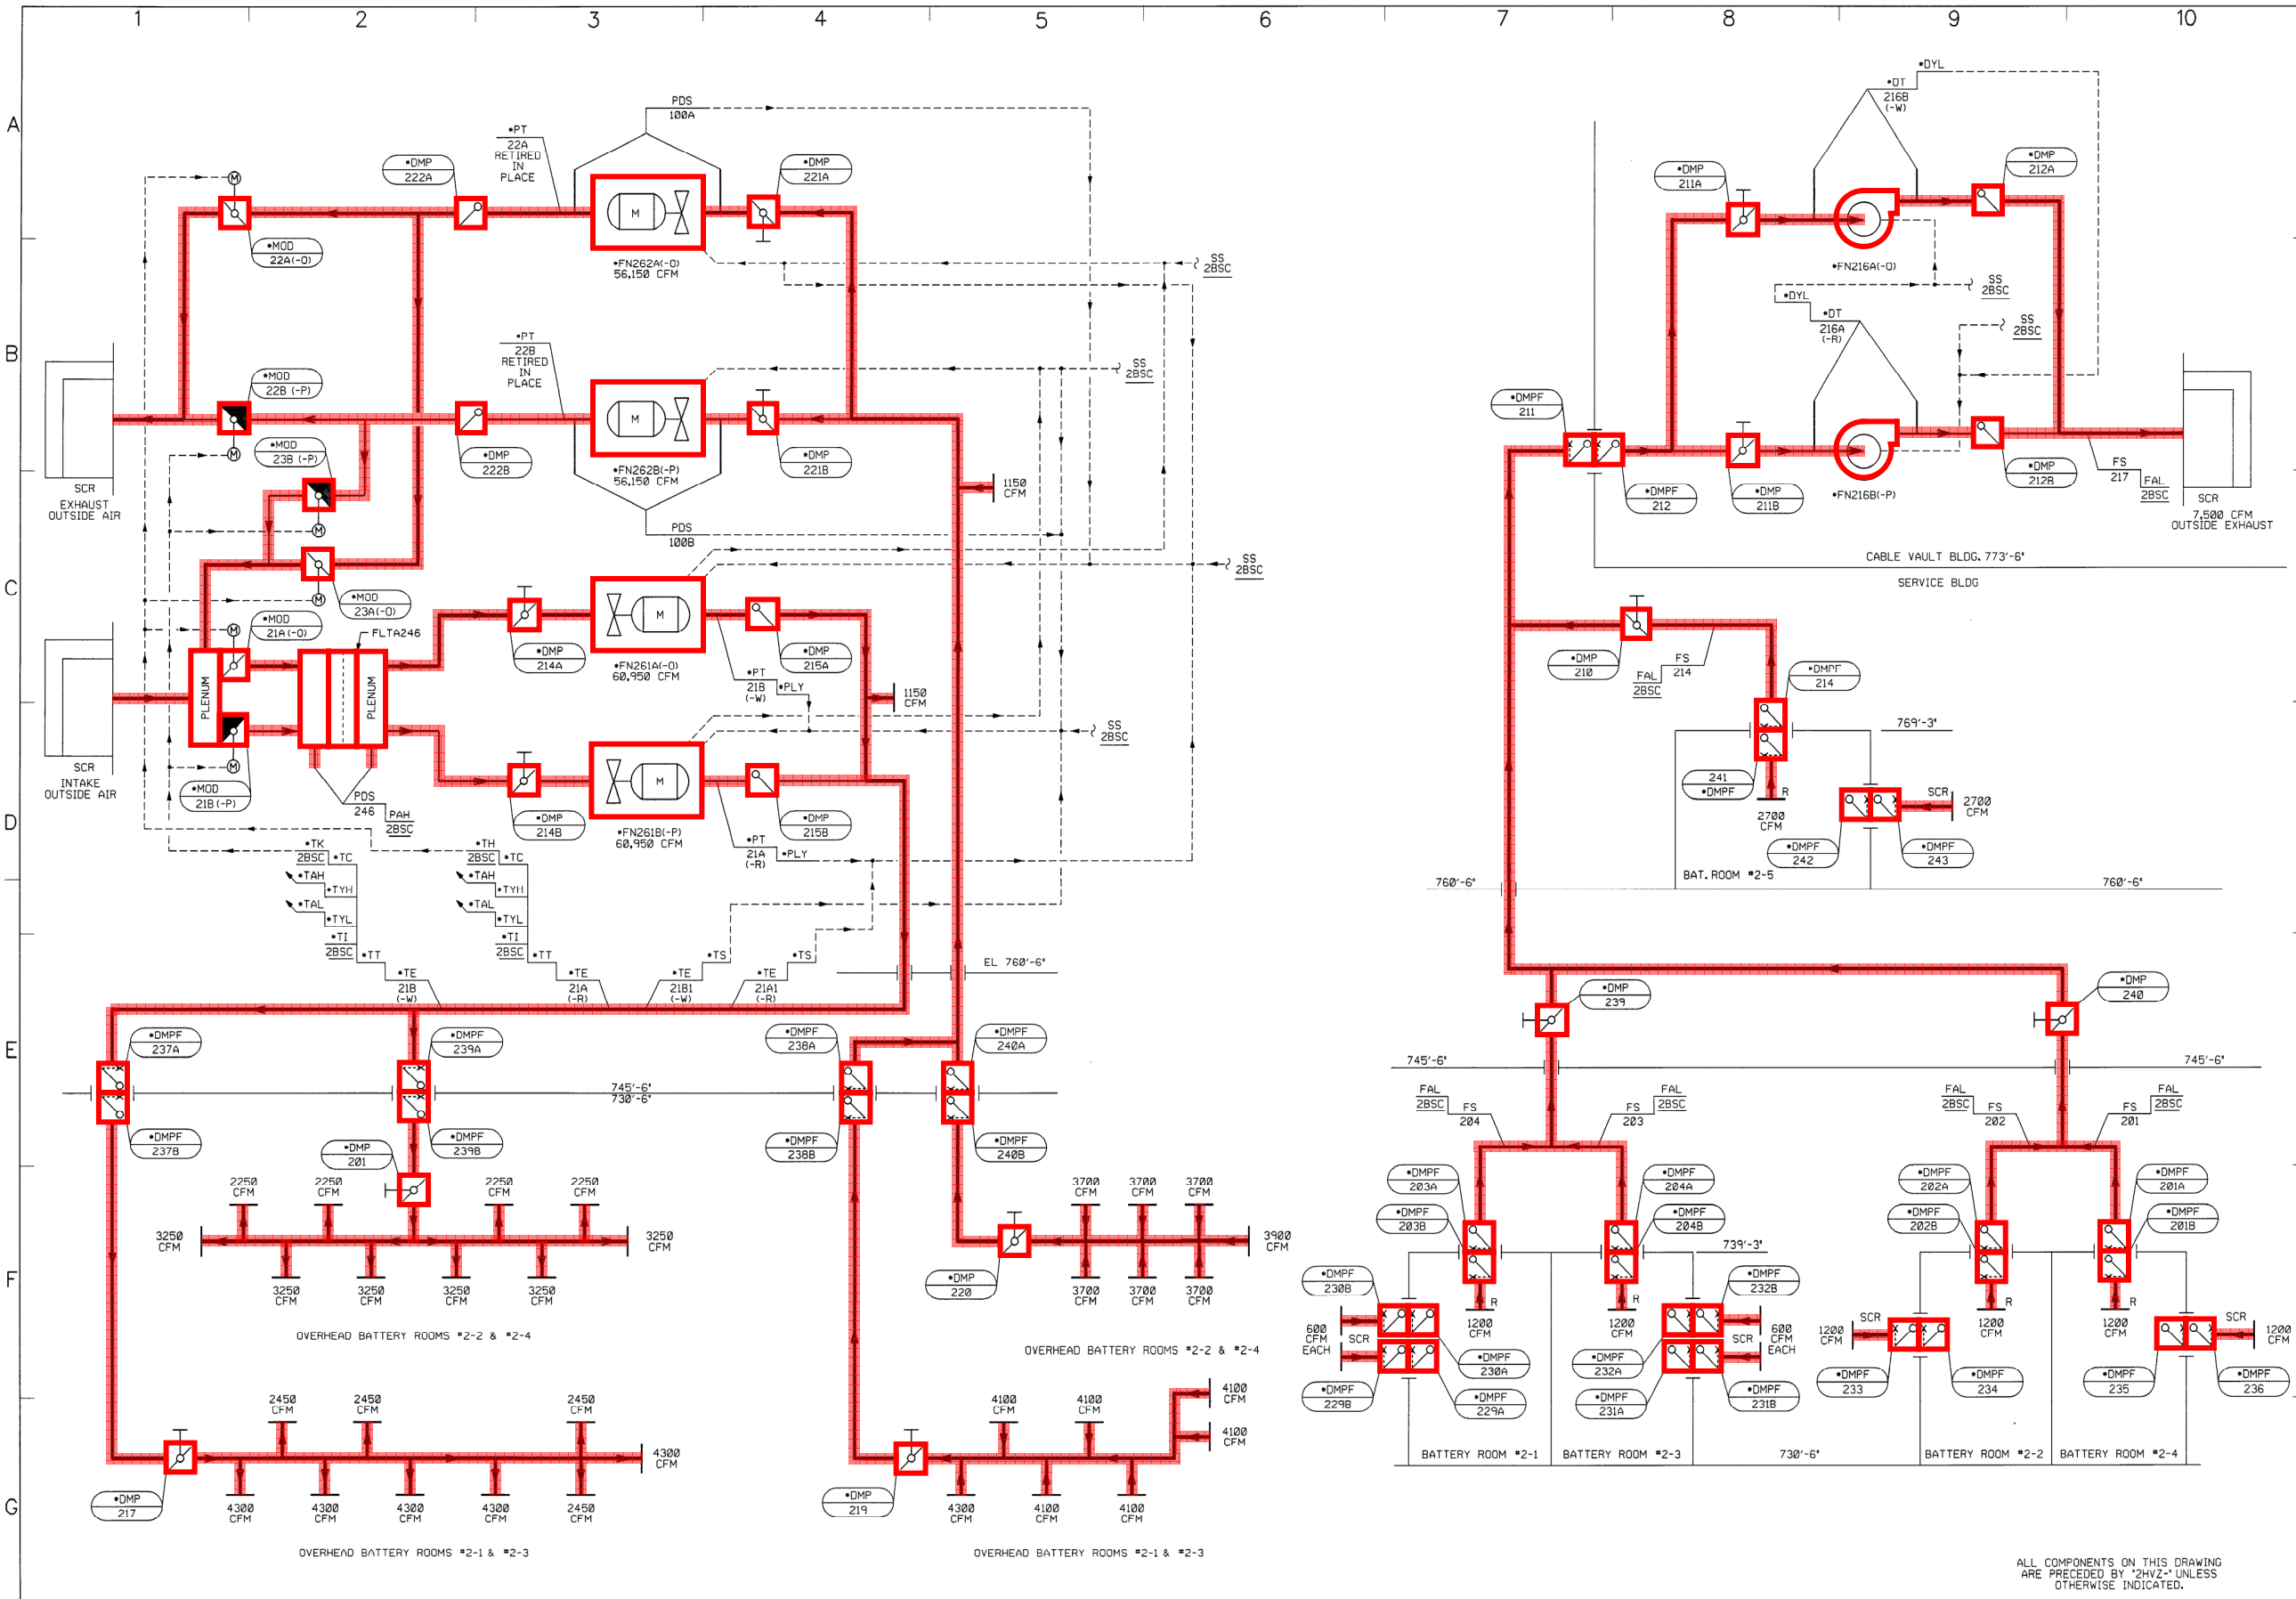 1 2 3 4 5 6 7 8 9 10
A
B
C
D
E
F
G
PDS
100A
*PT
22A
RETIRED
IN
PLACE
*DMP
222A
*DMP
221A
M
M
*MOD
22A(-O)
*FN262A(-O)
56,150 CFM
SS
2BSC
*PT
22B
RETIRED
IN
PLACE
SS
2BSC
*MOD
22B (-P)
M
M
*MOD
23B (-P)
*DMP
222B
*FN262B(-P)
56,150 CFM
*DMP
221B
SCR
EXHAUST
OUTSIDE AIR
M
1150
CFM
PDS
100B
SS
2BSC
M
*MOD
23A(-O)
*MOD
21A(-O)
M
FLTA246
M
*DMP
214A
*FN261A(-O)
60,950 CFM
*DMP
215A
*PT
21B
(-W)
*PLY
1150
CFM
PLENUM
PLENUM
SS
2BSC
SCR
INTAKE
OUTSIDE AIR
M
*MOD
21B(-P)
PDS
246
PAH
2BSC
M
*DMP
214B
*FN261B(-P)
60,950 CFM
*DMP
215B
*PT
21A
(-R)
*PLY
*TK
2BSC
*TC
*TAH
*TYH
*TAL
*TYL
*TI
2BSC
*TT
*TE
21B
(-W)
*TH
2BSC
*TC
*TAH
*TYH
*TAL
*TYL
*TI
2BSC
*TT
*TE
21A
(-R)
*TS
*TE
21B1
(-W)
*TS
*TE
21A1
(-R)
EL 760'-6"
*DMPF
237A
*DMPF
239A
*DMPF
238A
*DMPF
240A
745'-6"
730'-6"
*DMPF
237B
*DMPF
239B
*DMPF
238B
*DMPF
240B
*DMP
201
2250
CFM
2250
CFM
2250
CFM
2250
CFM
3250
CFM
3250
CFM
3250
CFM
3250
CFM
3250
CFM
3250
CFM
OVERHEAD BATTERY ROOMS #2-2 & #2-4
3700
CFM
3700
CFM
3700
CFM
3900
CFM
*DMP
220
3700
CFM
3700
CFM
3700
CFM
OVERHEAD BATTERY ROOMS #2-2 & #2-4
2450
CFM
2450
CFM
2450
CFM
4300
CFM
*DMP
217
4300
CFM
4300
CFM
4300
CFM
4300
CFM
2450
CFM
OVERHEAD BATTERY ROOMS #2-1 & #2-3
4100
CFM
4100
CFM
4100
CFM
4100
CFM
*DMP
219
4300
CFM
4100
CFM
4100
CFM
OVERHEAD BATTERY ROOMS #2-1 & #2-3
*DYL
*DT
216B
(-W)
*DMP
211A
*DMP
212A
*FN216A(-O)
SS
2BSC
*DYL
*DT
216A
(-R)
SS
2BSC
*DMPF
211
*DMPF
212
*DMP
211B
*FN216B(-P)
*DMP
212B
FS
217
FAL
2BSC
SCR
7,500 CFM
OUTSIDE EXHAUST
CABLE VAULT BLDG. 773'-6"
SERVICE BLDG
*DMP
210
FS
214
FAL
2BSC
*DMPF
214
769'-3"
241
*DMPF
R
2700
CFM
SCR
2700
CFM
*DMPF
242
*DMPF
243
BAT. ROOM #2-5
760'-6"
760'-6"
*DMP
239
*DMP
240
745'-6"
745'-6"
FAL
2BSC
FS
204
FS
203
FAL
2BSC
FAL
2BSC
FS
202
FS
201
FAL
2BSC
*DMPF
203A
*DMPF
203B
*DMPF
204A
*DMPF
204B
*DMPF
202A
*DMPF
202B
*DMPF
201A
*DMPF
201B
739'-3"
*DMPF
230B
R
1200
CFM
R
1200
CFM
*DMPF
232B
R
1200
CFM
R
1200
CFM
600
CFM
EACH
SCR
*DMPF
230A
*DMPF
232A
600
CFM
EACH
SCR
*DMPF
229B
*DMPF
229A
*DMPF
231A
*DMPF
231B
1200
CFM
SCR
*DMPF
233
*DMPF
234
*DMPF
235
*DMPF
236
SCR
1200
CFM
BATTERY ROOM #2-1
BATTERY ROOM #2-3
730'-6"
BATTERY ROOM #2-2
BATTERY ROOM #2-4
ALL COMPONENTS ON THIS DRAWING
ARE PRECEDED BY "2HVZ-" UNLESS
OTHERWISE INDICATED.